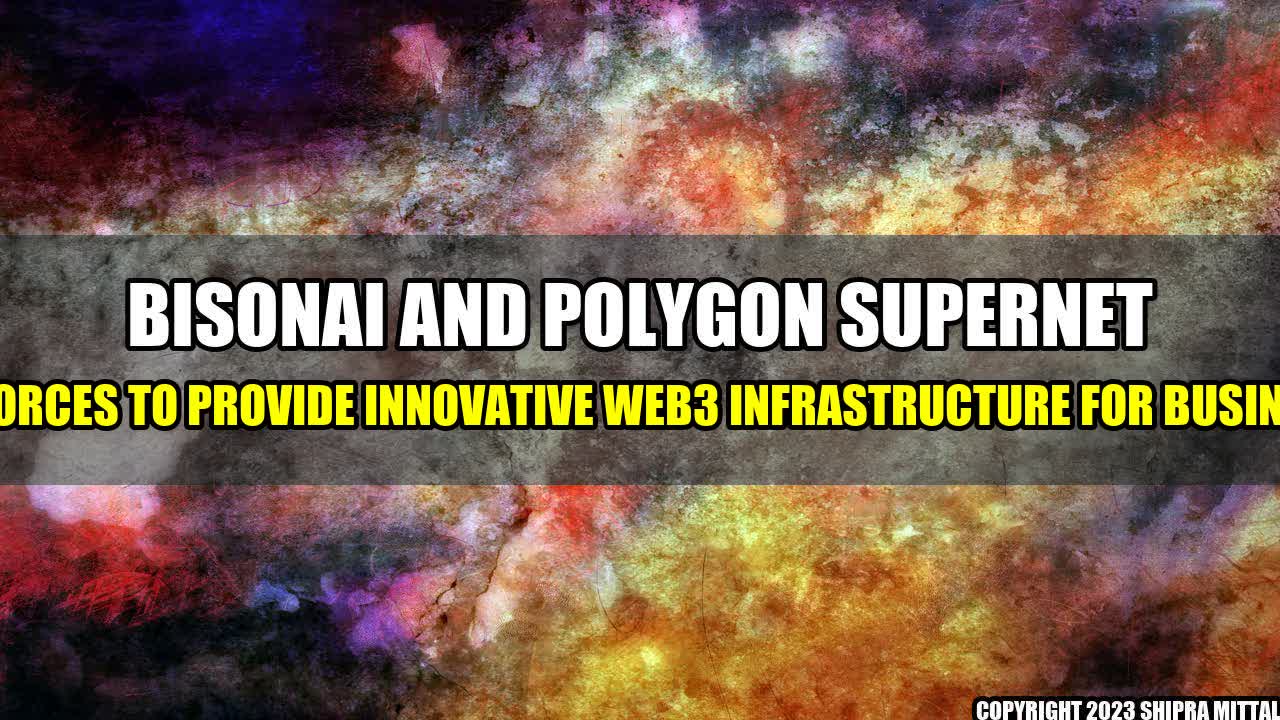 BISONAI AND POLYGON SUPERNET
ORCES TO PROVIDE INNOVATIVE WEB3 INFRASTRUCTURE FOR BUSIN
COPYRIGHT 2023 SHIPRA MITTAL